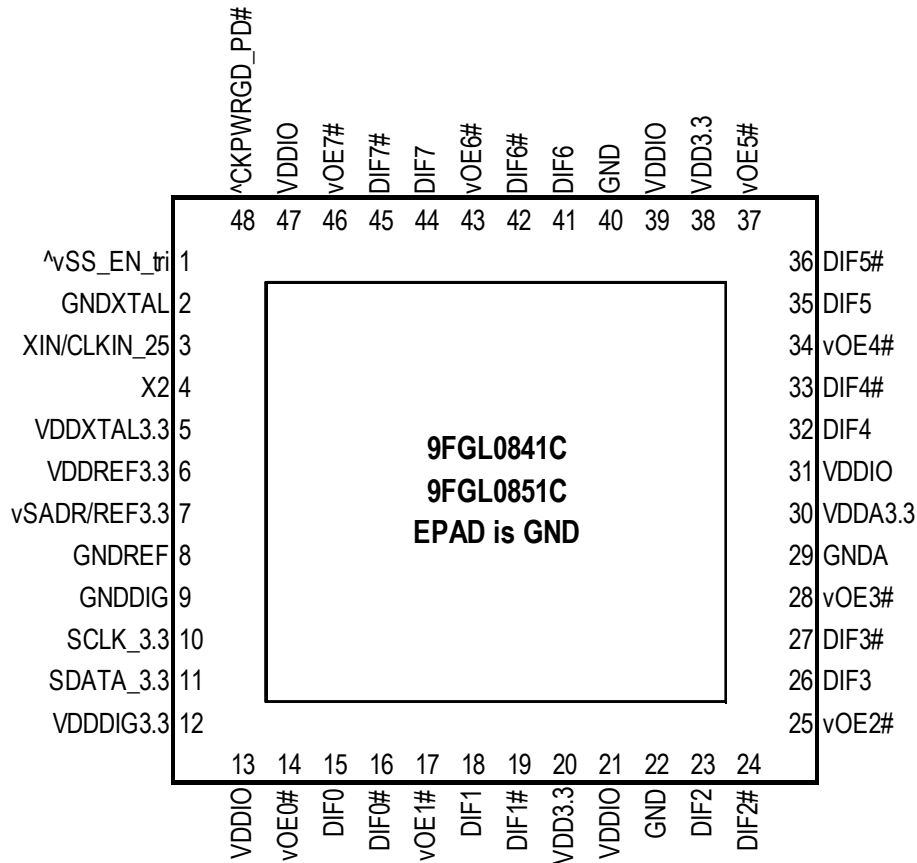 ^CKPWRGD_PD#
VDDIO
vOE7#
DIF7#
DIF7
vOE6#
DIF6#
DIF6
GND
VDDIO
VDD3.3
vOE5#
48 47 46 45 44 43 42 41 40 39 38 37
^vSS_EN_tri 1
GNDXTAL 2
XIN/CLKIN_25 3
X2 4
VDDXTAL3.3 5
VDDREF3.3 6
vSADR/REF3.3 7
GNDREF 8
GNDDIG 9
SCLK_3.3 10
SDATA_3.3 11
VDDDIG3.3 12
9FGL0841C
9FGL0851C
EPAD is GND
36 DIF5#
35 DIF5
34 vOE4#
33 DIF4#
32 DIF4
31 VDDIO
30 VDDA3.3
29 GNDA
28 vOE3#
27 DIF3#
26 DIF3
25 vOE2#
13 14 15 16 17 18 19 20 21 22 23 24
VDDIO
vOE0#
DIF0
DIF0#
vOE1#
DIF1
DIF1#
VDD3.3
VDDIO
GND
DIF2
DIF2#